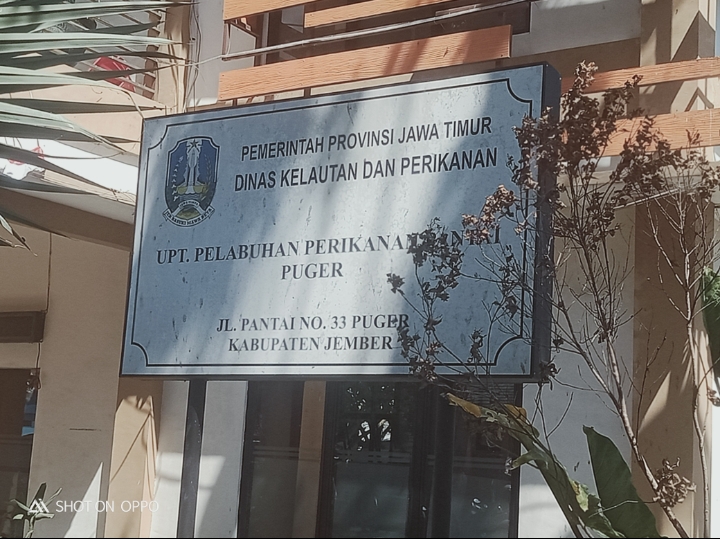 PEMERINTAH PROVINSI JAWA TIMUR
DINAS KELAUTAN DAN PERIKANAN
UPT. PELABUHAN PERIKANAN PANTAI
PUGER
JL. PANTAI NO. 33 PUGER
KABUPATEN JEMBER
SHOT ON OPPO